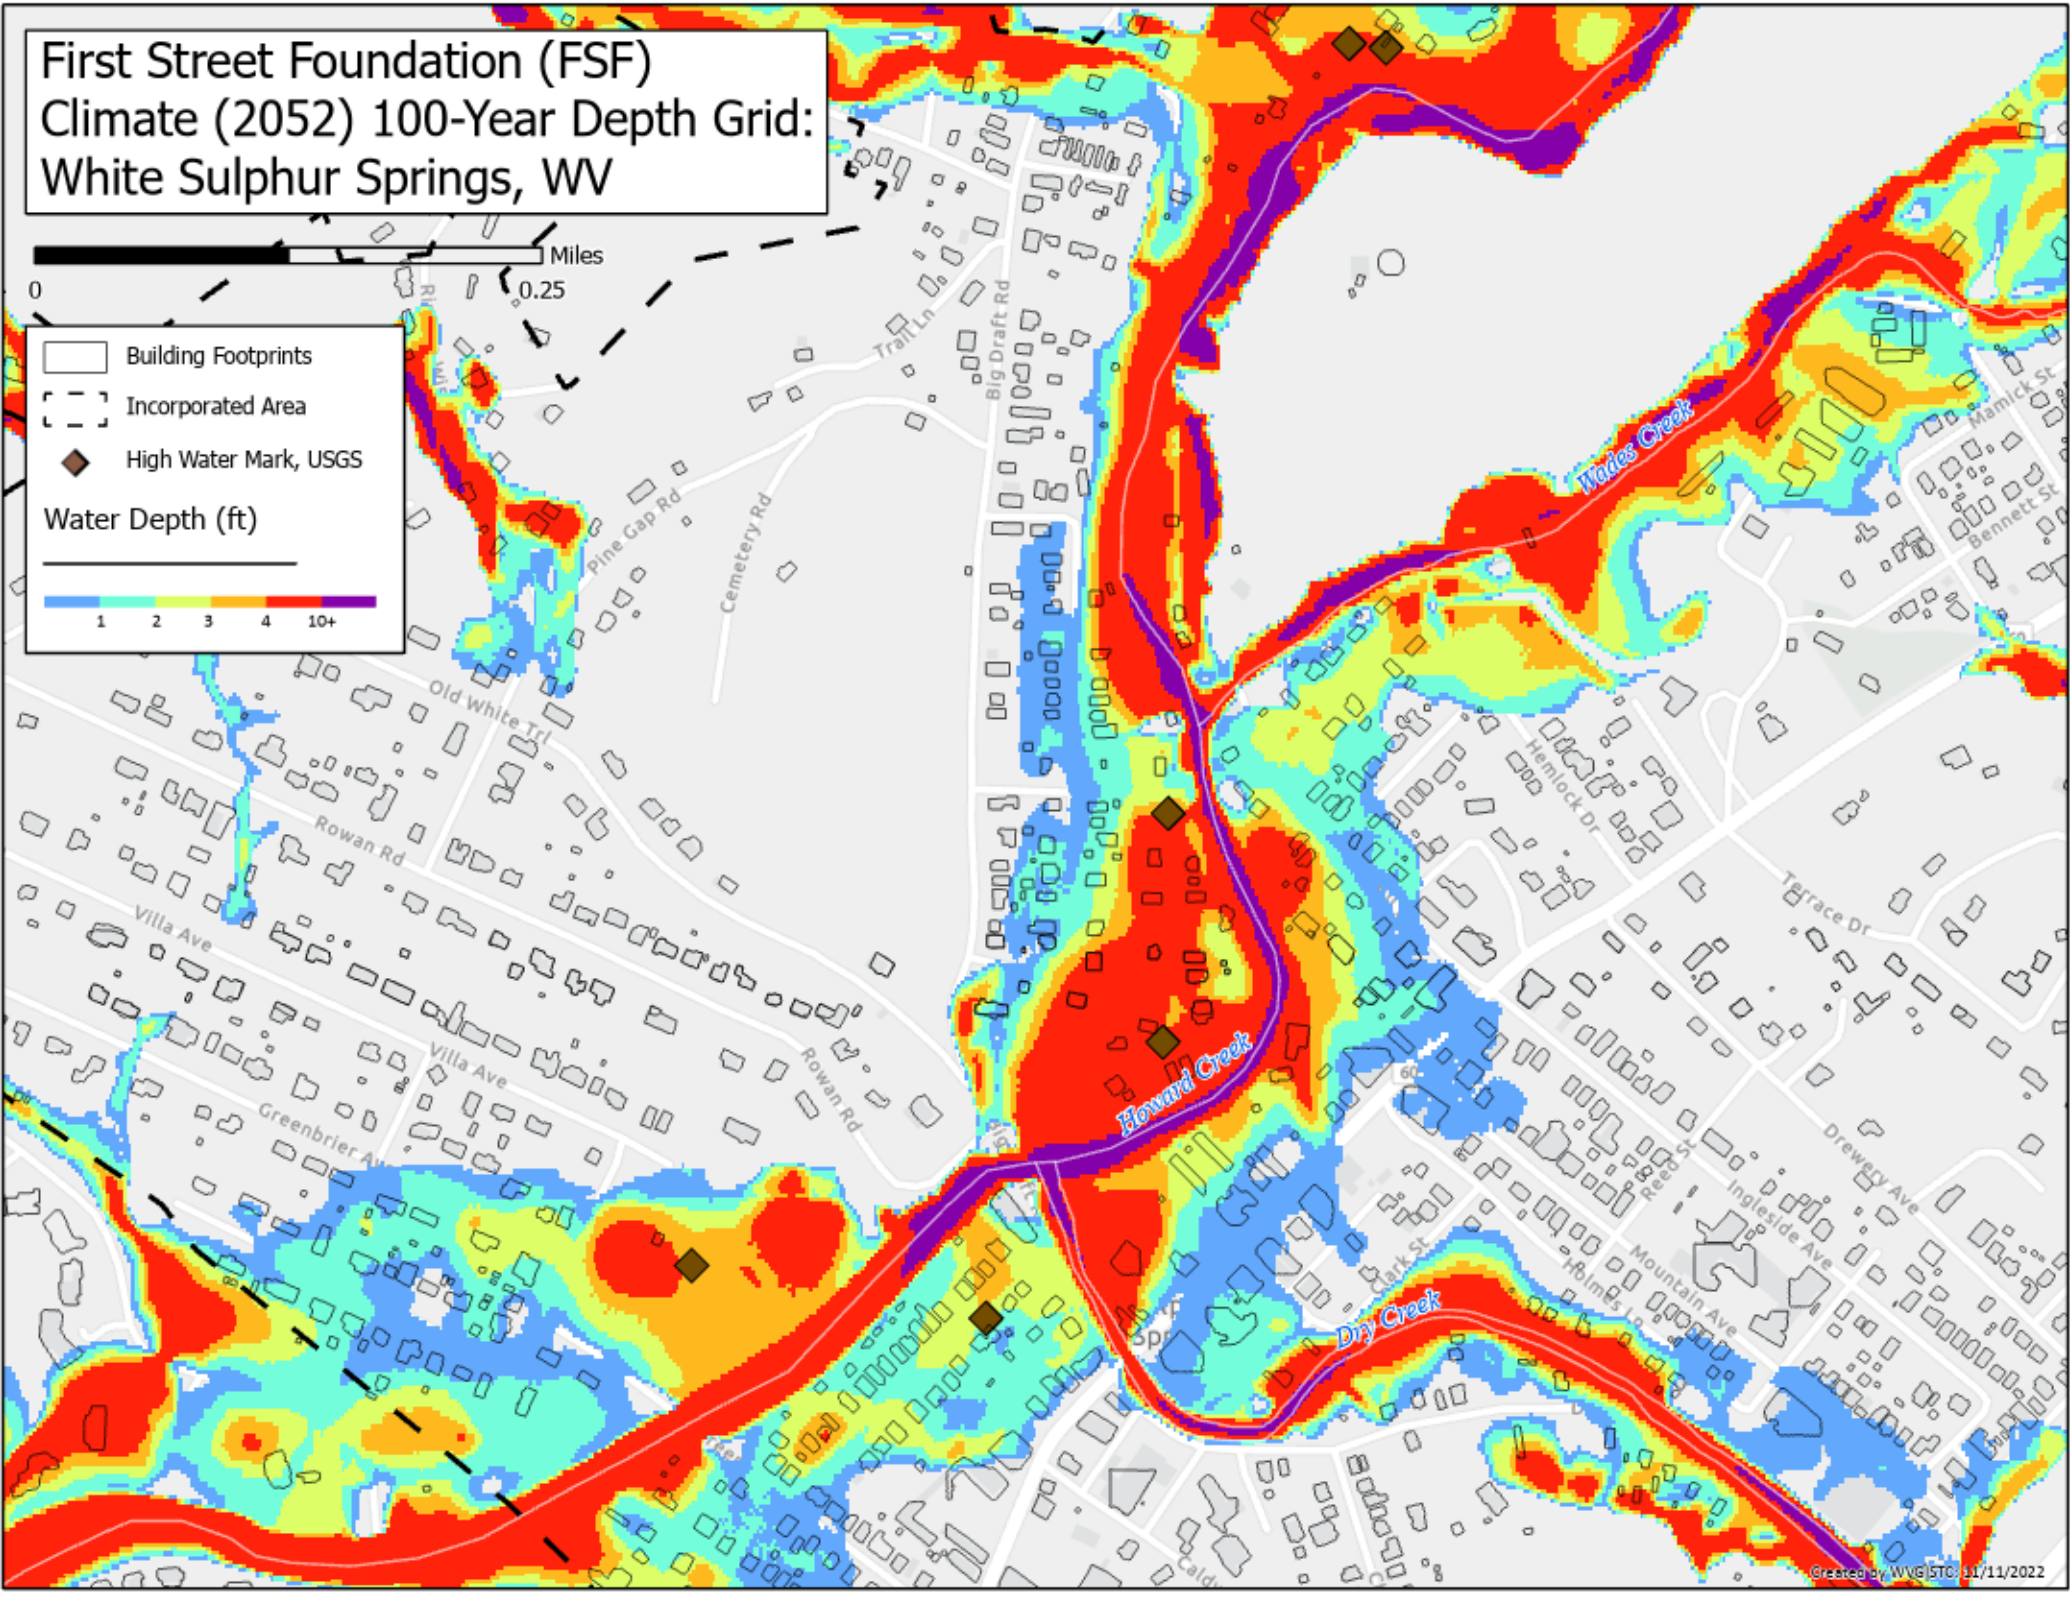 First Street Foundation (FSF)
Climate (2052) 100-Year Depth Grid:
White Sulphur Springs, WV
Miles
0 0.25
Building Footprints
Incorporated Area
High Water Mark, USGS
Water Depth (ft)
1 2 3 4 10+
Trail Ln
Big Draft Rd
Pine Gap Rd
Cemetery Rd
Wades Creek
Mamick St
Bennett St
Old White Trl
Rowan Rd
Villa Ave
Hemlock Dr
Terrace Dr
Villa Ave
Rowan Rd
Greenbrier
Howard Creek
60
Drewery Ave
Reed St
Ingleside Ave
Mountain Ave
Holmes Ln
Clark St
Dry Creek
Created by WVGISTC: 11/11/2022